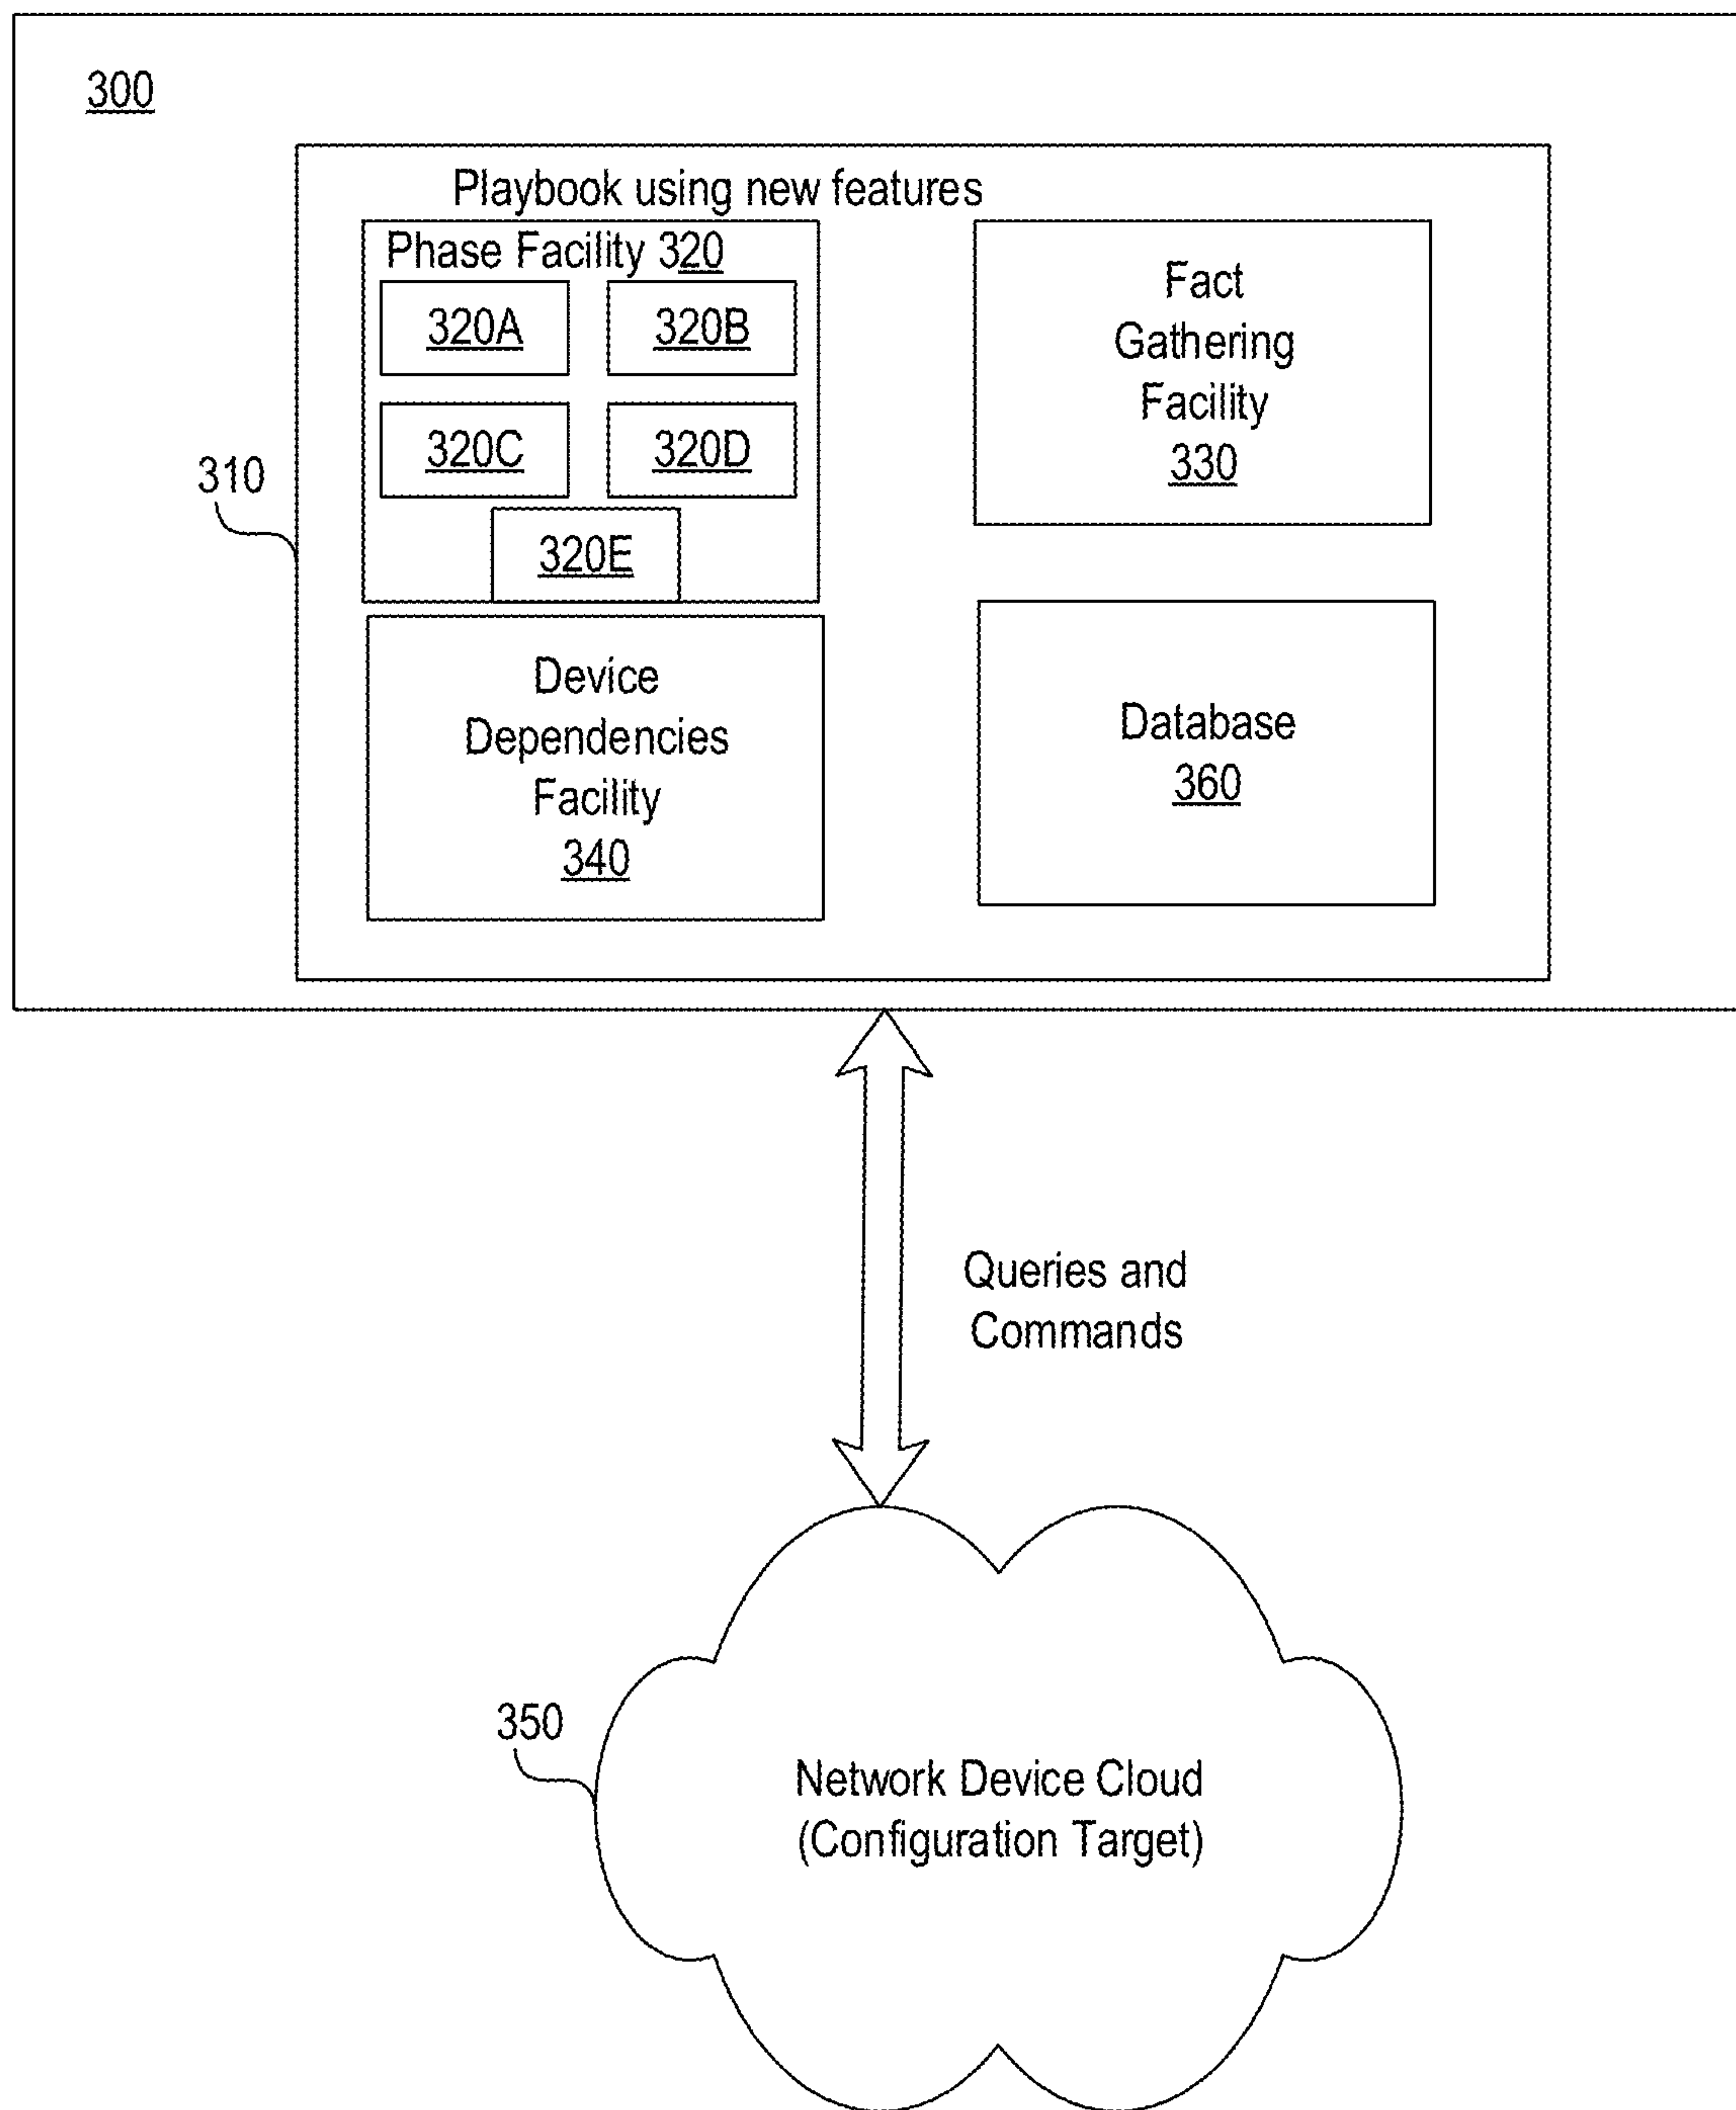 300
Playbook using new features
Phase Facility 320
320A
320B
320C
320D
320E
310
Fact
Gathering
Facility
330
Device
Dependencies
Facility
340
Database
360
Queries and
Commands
350
Network Device Cloud
(Configuration Target)